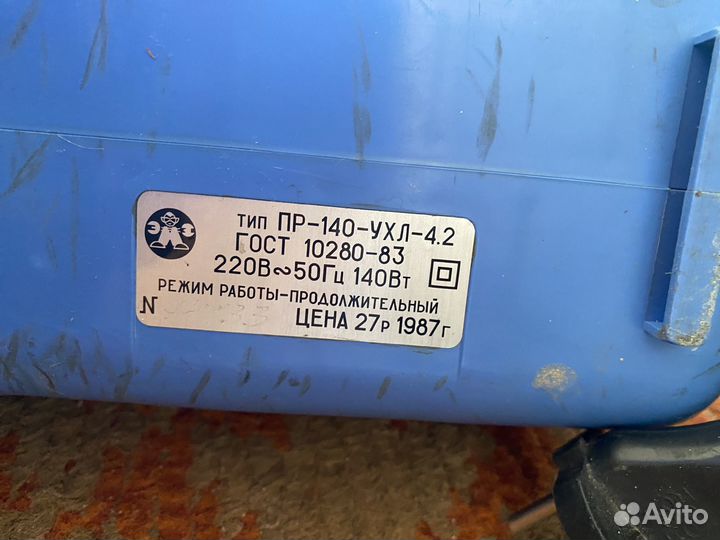 ТИП ПР-140-УХЛ-4.2
ГОСТ 10280-83
220В~50Гц 140Вт
РЕЖИМ РАБОТЫ-ПРОДОЛЖИТЕЛЬНЫЙ
N
ЦЕНА 27р 1987г
Avito